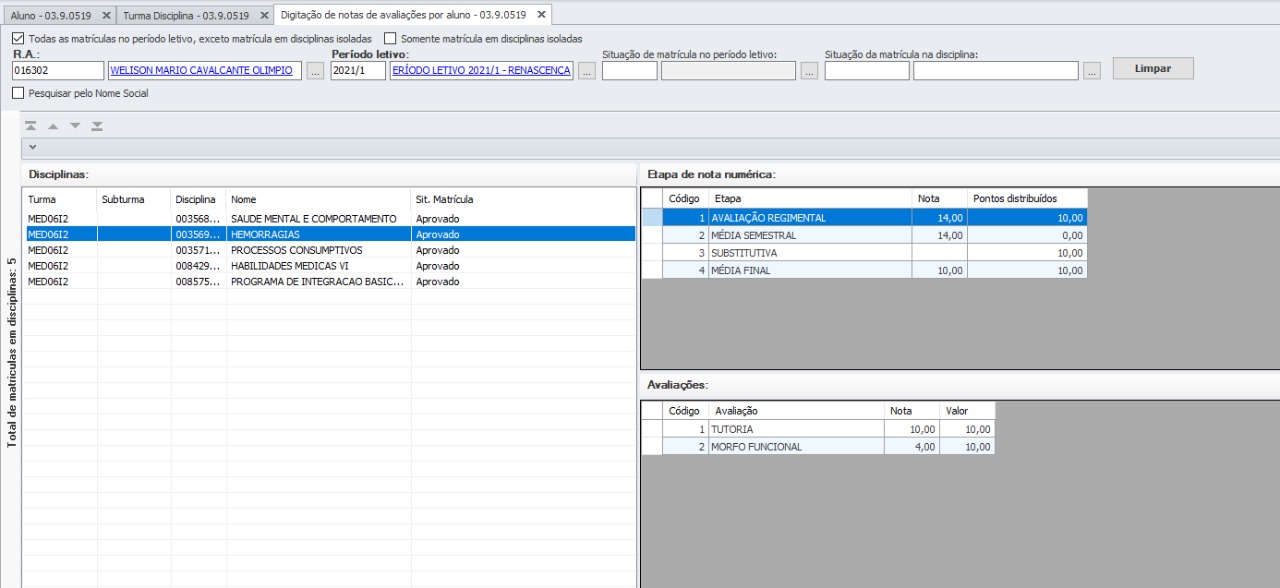 Aluno - 03.9.0519 Turma Disciplina - 03.9.0519 Digitação de notas de avaliações por aluno - 03.9.0519
Todas as matrículas no período letivo, exceto matrícula em disciplinas isoladas Somente matrícula em disciplinas isoladas
R.A.: Período letivo: Situação de matrícula no período letivo: Situação da matrícula na disciplina:
016302 WELISON MARIO CAVALCANTE OLIMPIO ... 2021/1 ERÍODO LETIVO 2021/1 - RENASCENÇA ... ... ... Limpar
Pesquisar pelo Nome Social
Total de matrículas em disciplinas: 5
Disciplinas:
Turma Subturma Disciplina Nome Sit. Matrícula
MED06I2 003568... SAUDE MENTAL E COMPORTAMENTO Aprovado
MED06I2 003569... HEMORRAGIAS Aprovado
MED06I2 003571... PROCESSOS CONSUMPTIVOS Aprovado
MED06I2 008429... HABILIDADES MEDICAS VI Aprovado
MED06I2 008575... PROGRAMA DE INTEGRACAO BASIC... Aprovado
Etapa de nota numérica:
Código Etapa Nota Pontos distribuídos
1 AVALIAÇÃO REGIMENTAL 14,00 10,00
2 MÉDIA SEMESTRAL 14,00 0,00
3 SUBSTITUTIVA 10,00
4 MÉDIA FINAL 10,00 10,00
Avaliações:
Código Avaliação Nota Valor
1 TUTORIA 10,00 10,00
2 MORFO FUNCIONAL 4,00 10,00